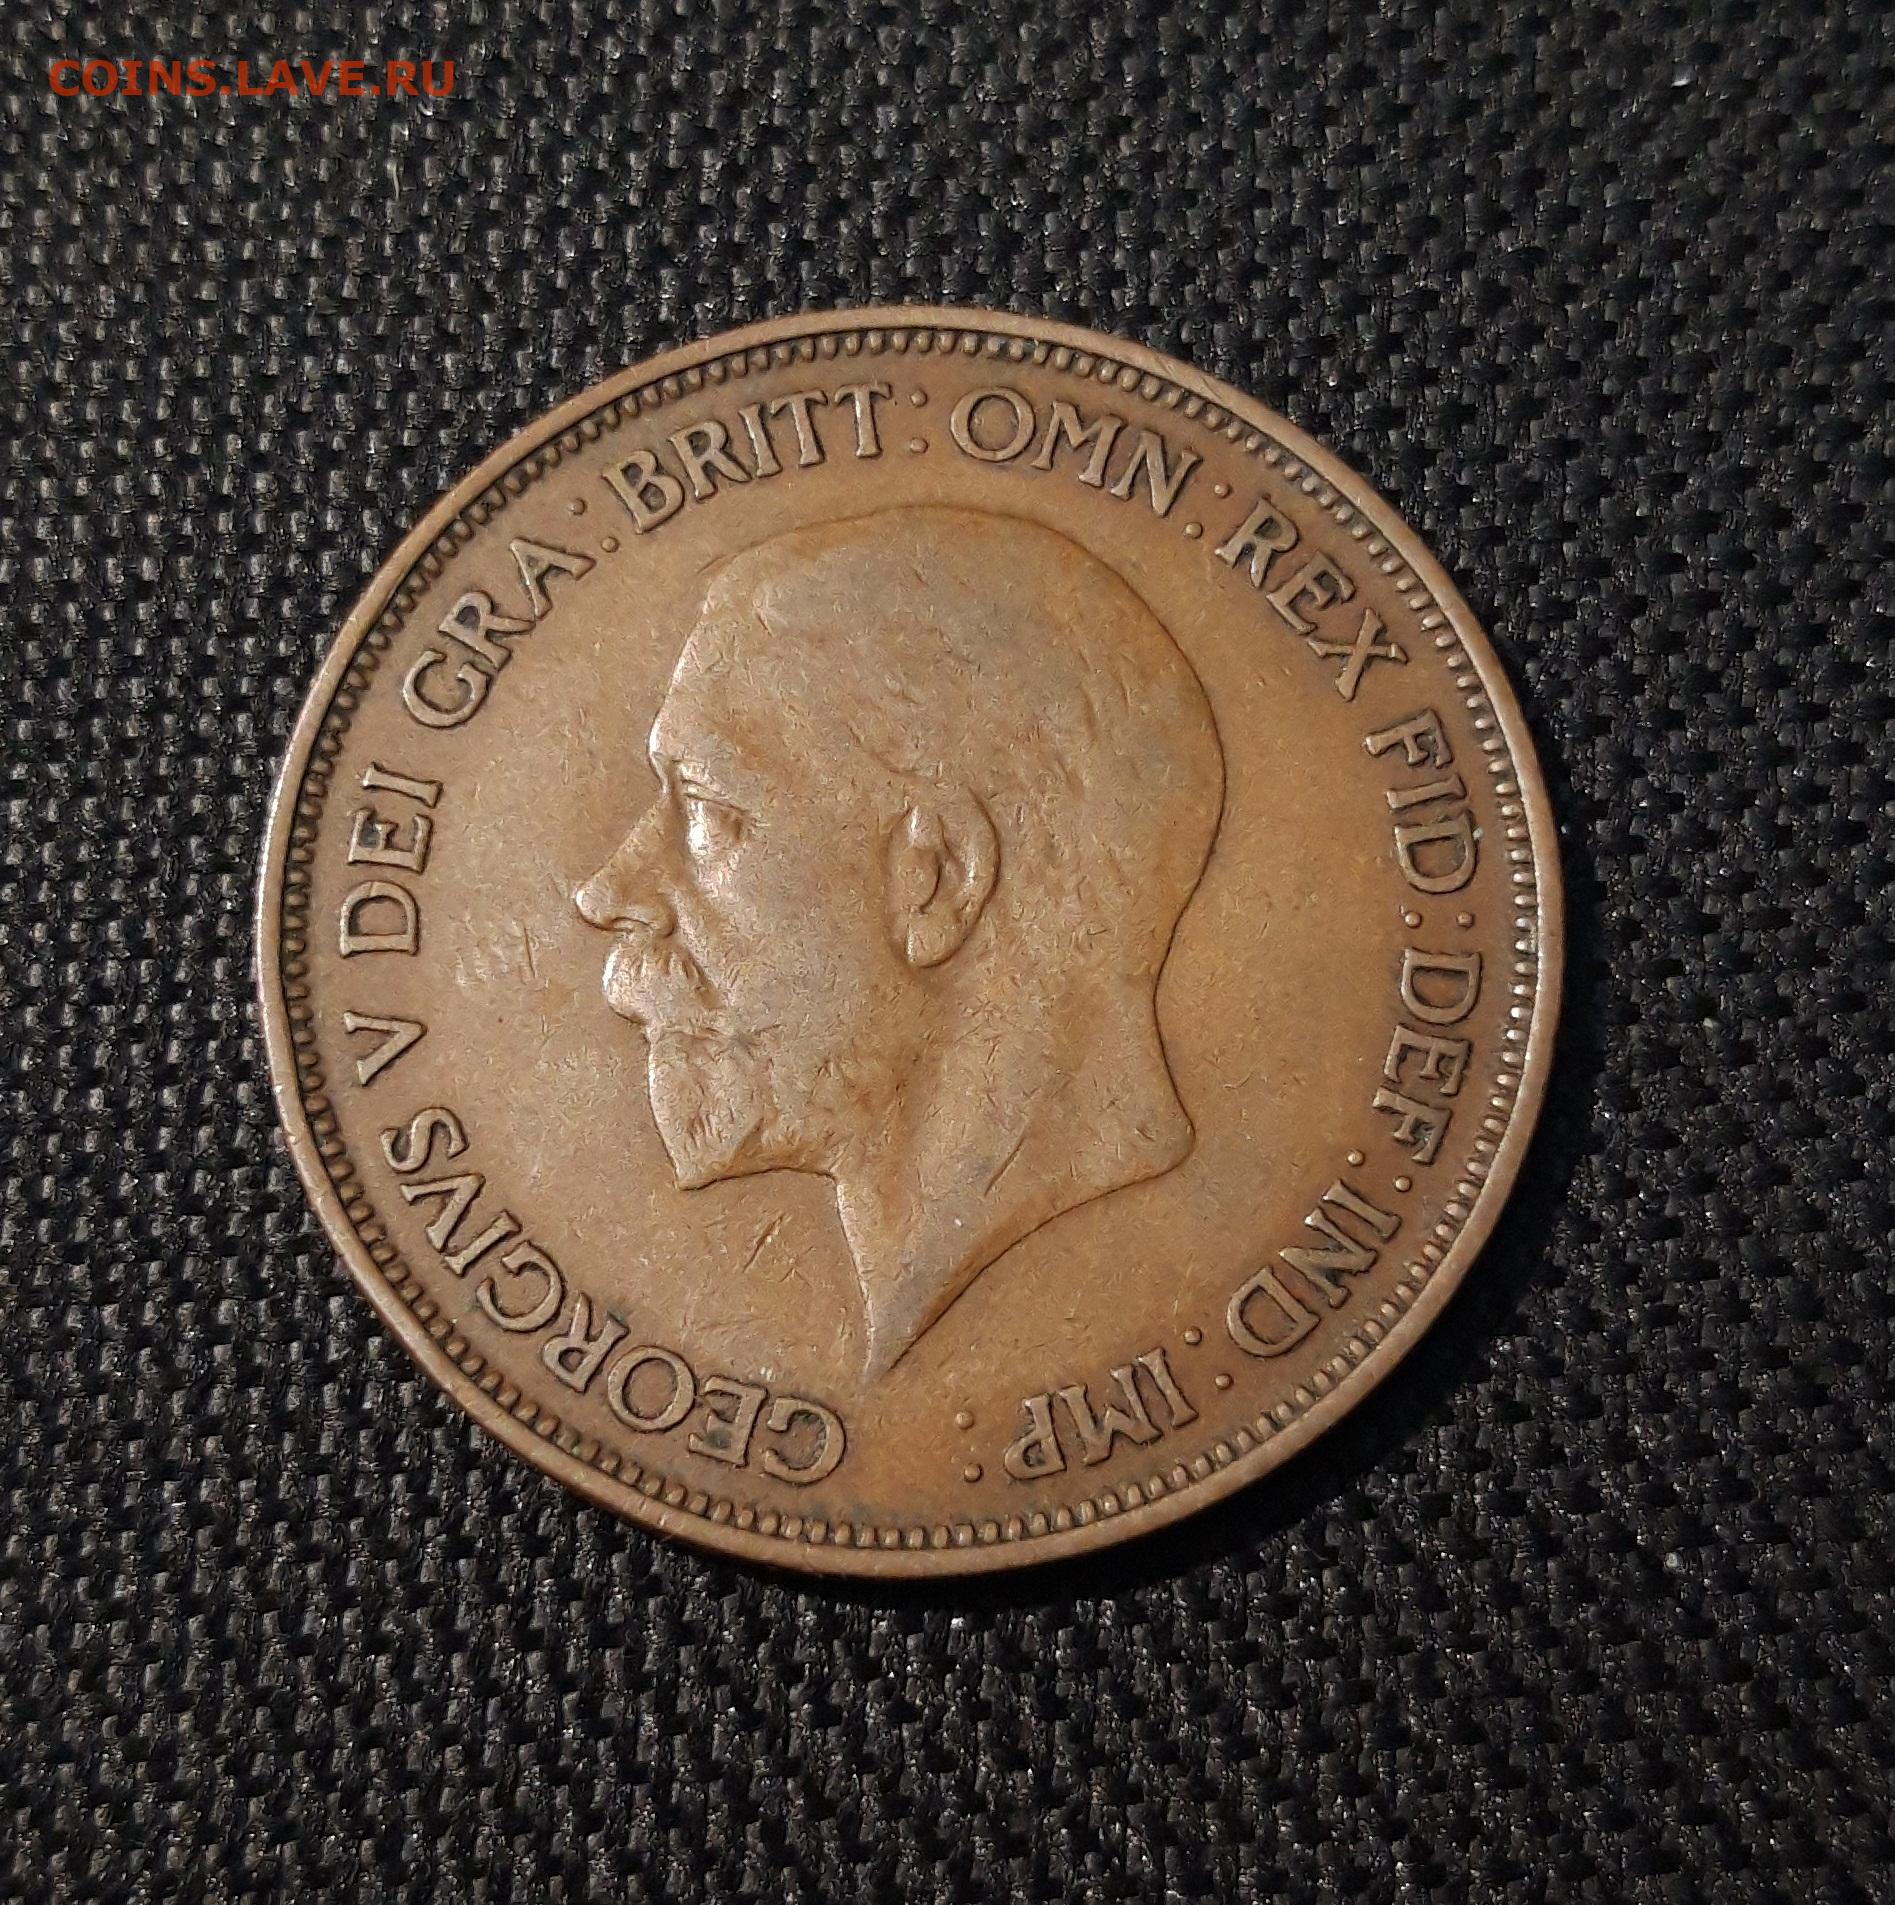 COINS.LAVE.RU
GEORGIVS V DEI GRA: BRITT: OMN: REX FID: DEF: IND: IMP: